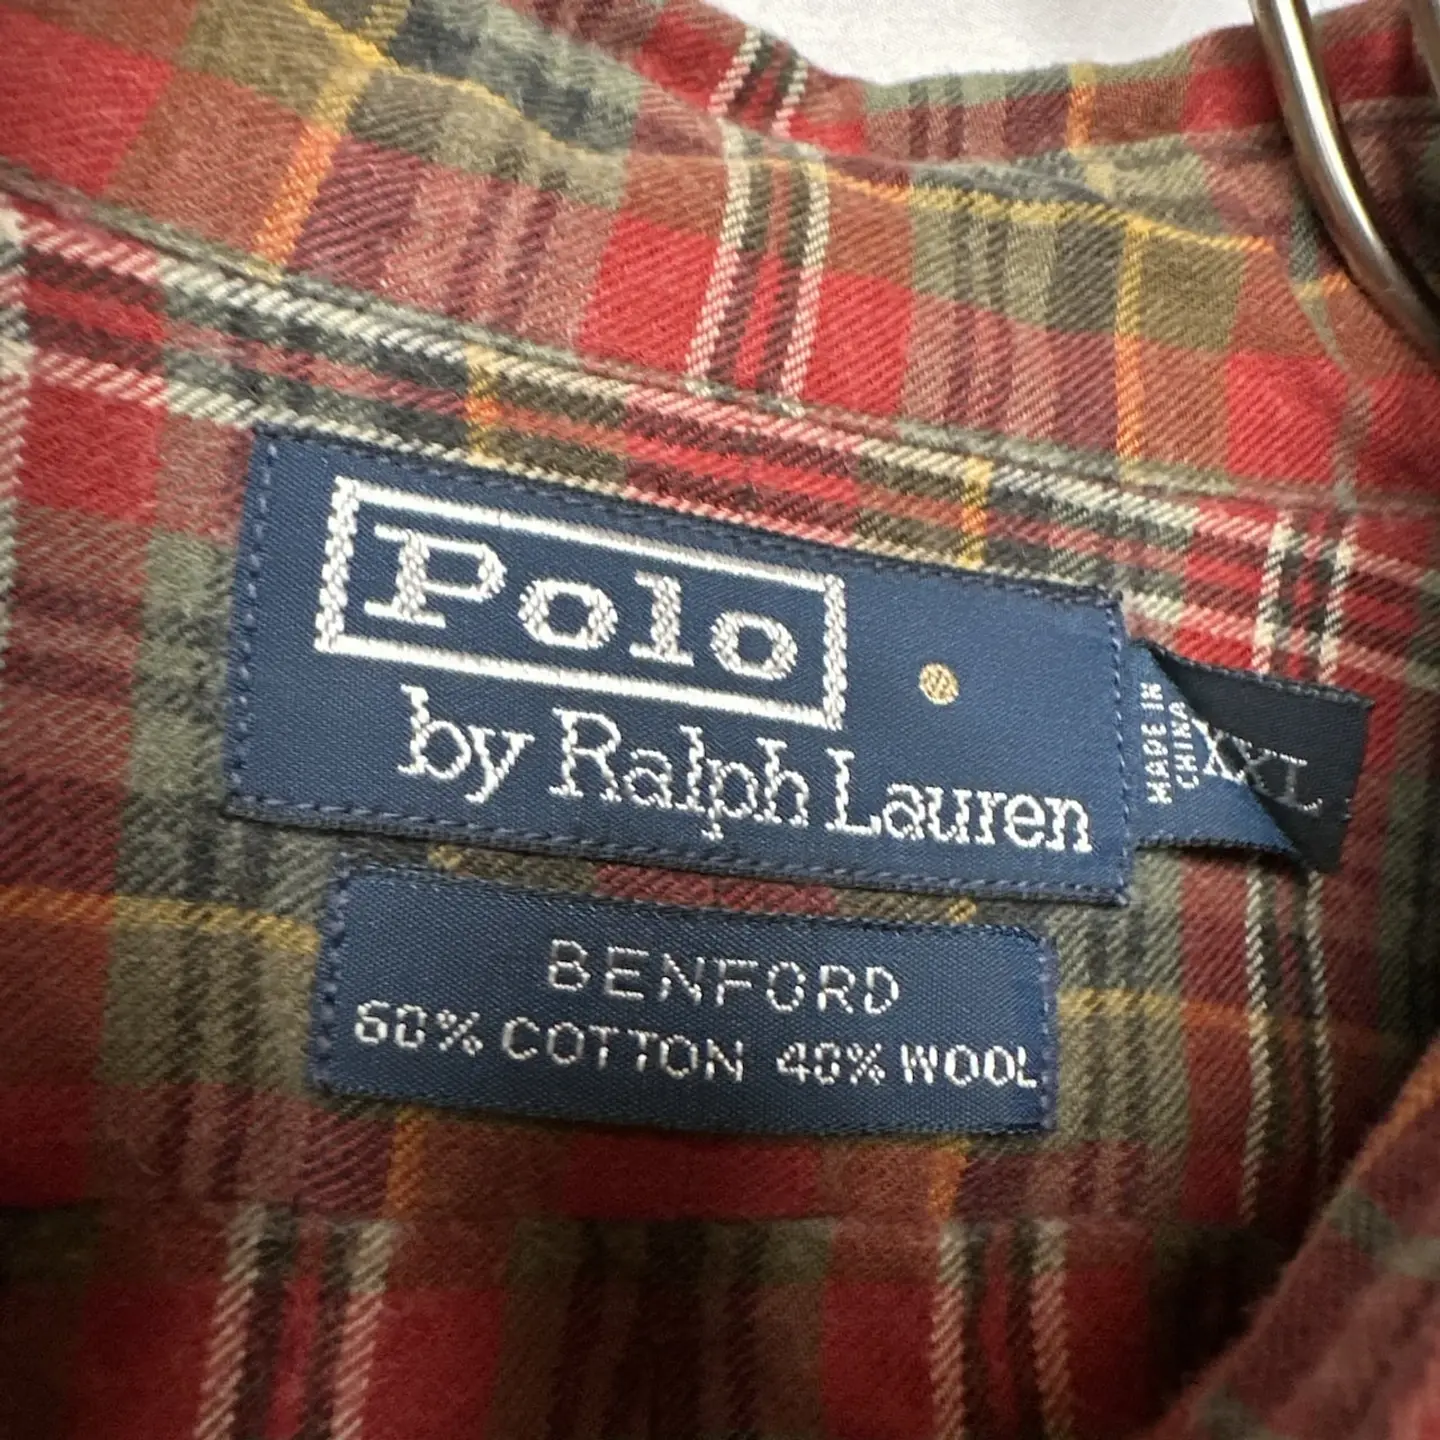 Polo
by Ralph Lauren
MADE IN
CHINA
XXL
BENFORD
60% COTTON 40% WOOL